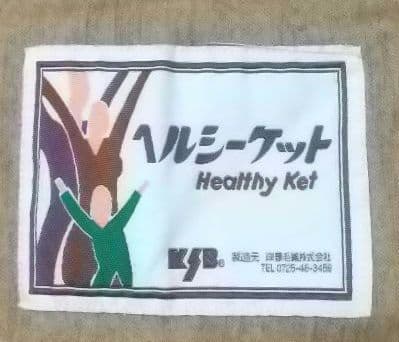 ヘルシーケット
Healthy Ket
KSB® 製造元 毛織株式会社
TEL.0725-46-3459